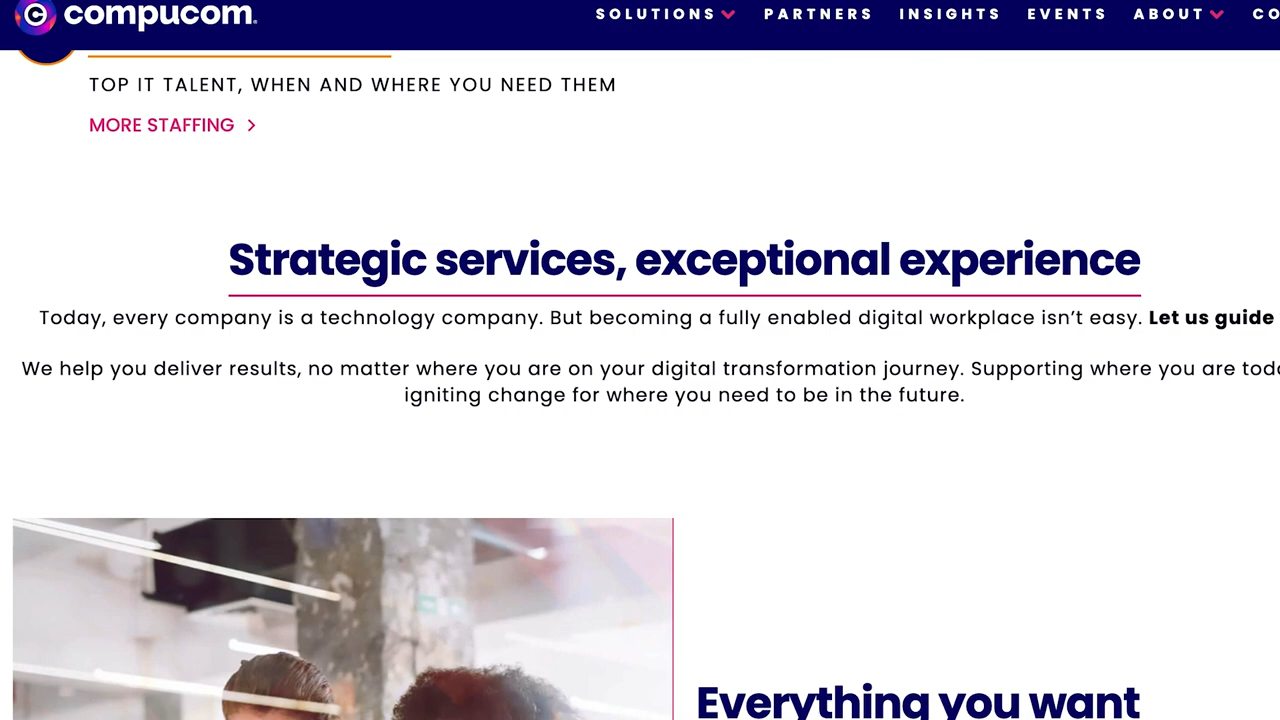 compucom.
SOLUTIONS PARTNERS INSIGHTS EVENTS ABOUT
TOP IT TALENT, WHEN AND WHERE YOU NEED THEM
MORE STAFFING
Strategic services, exceptional experience
Today, every company is a technology company. But becoming a fully enabled digital workplace isn’t easy. Let us guide
We help you deliver results, no matter where you are on your digital transformation journey. Supporting where you are
igniting change for where you need to be in the future.
Everything you want